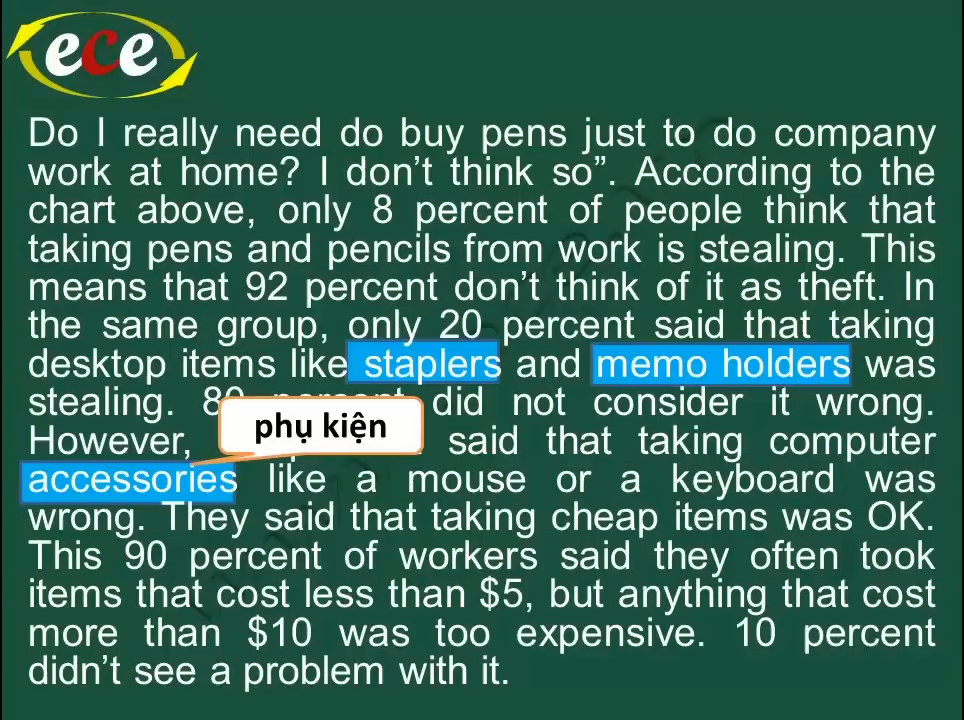 ece
Do I really need do buy pens just to do company
work at home? I don't think so”. According to the
chart above, only 8 percent of people think that
taking pens and pencils from work is stealing. This
means that 92 percent don't think of it as theft. In
the same group, only 20 percent said that taking
desktop items like staplers and memo holders was
stealing. 80 percent did not consider it wrong.
phụ kiện
However, said that taking computer
accessories like a mouse or a keyboard was
wrong. They said that taking cheap items was OK.
This 90 percent of workers said they often took
items that cost less than $5, but anything that cost
more than $10 was too expensive. 10 percent
didn't see a problem with it.